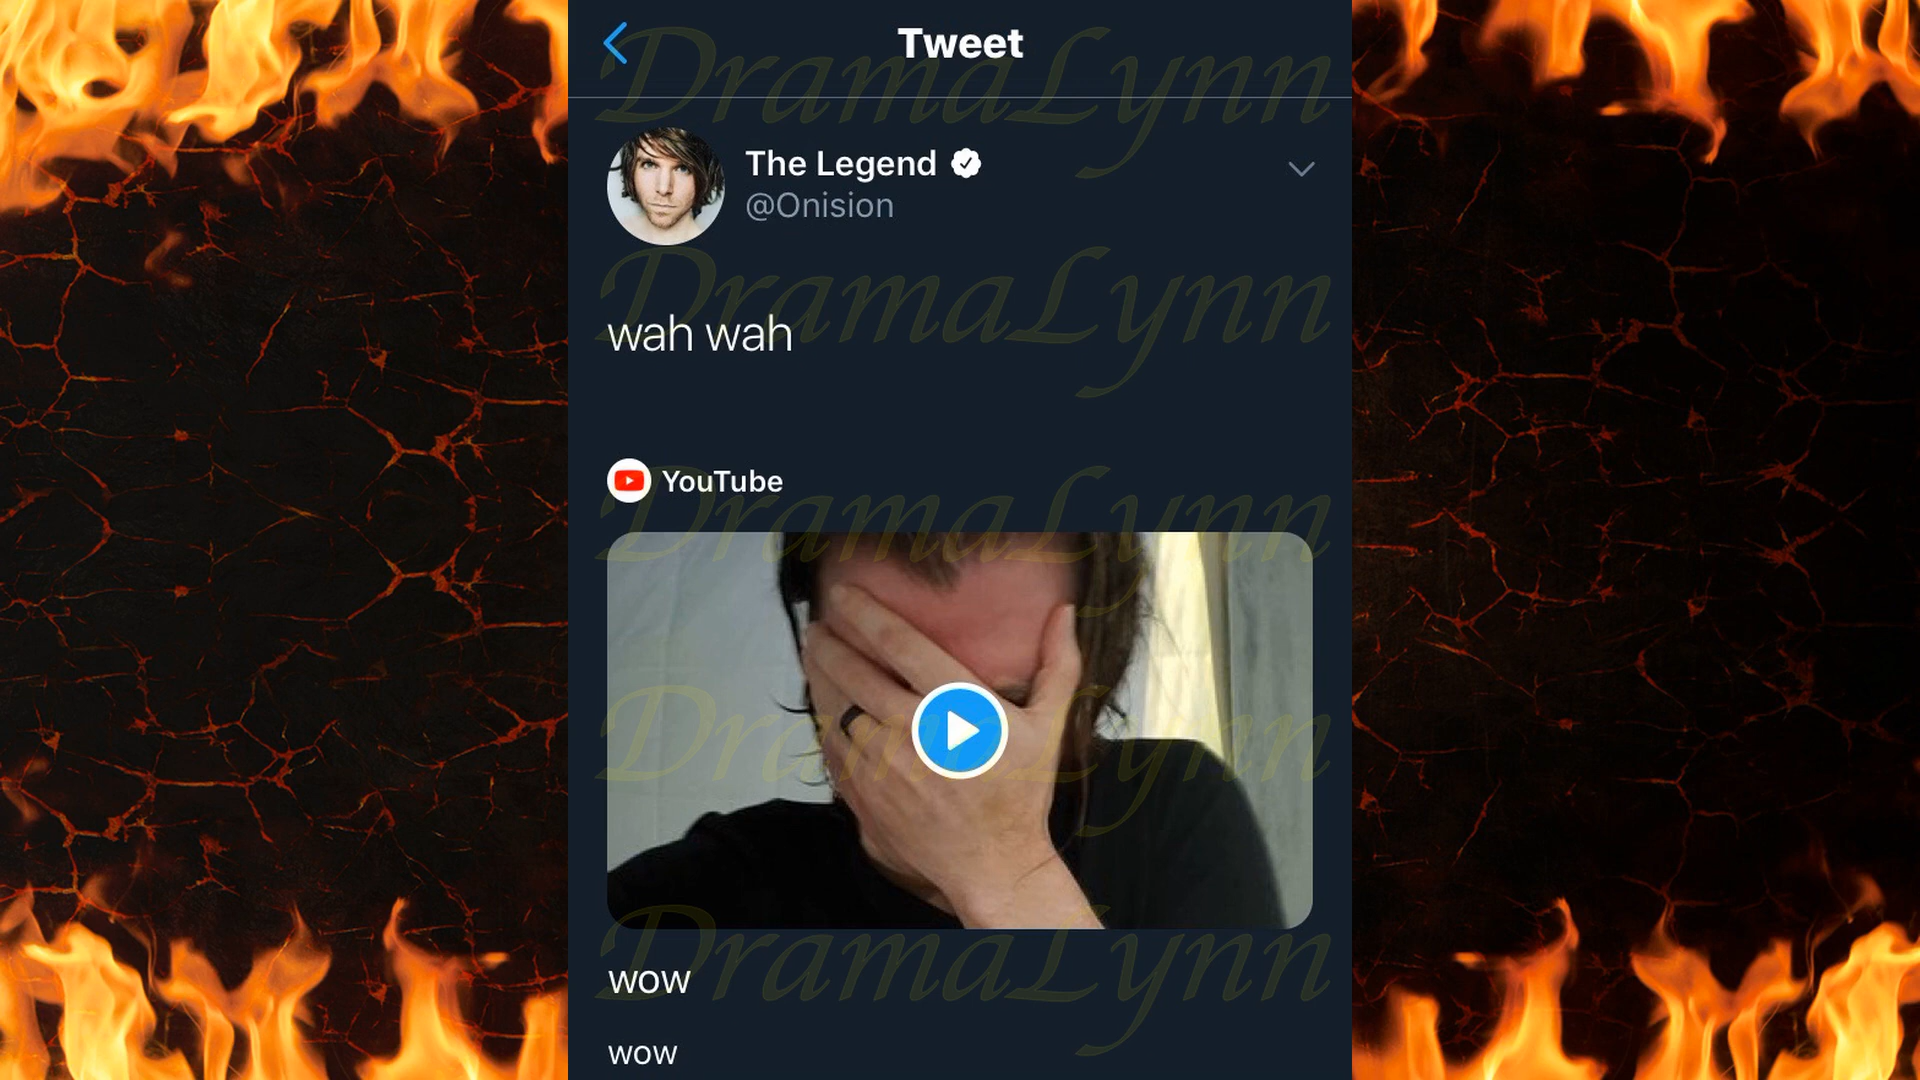 Tweet
DramaLynn
The Legend
@Onision
DramaLynn
wah wah
YouTube
DramaLynn
DramaLynn
DramaLynn
wow
wow